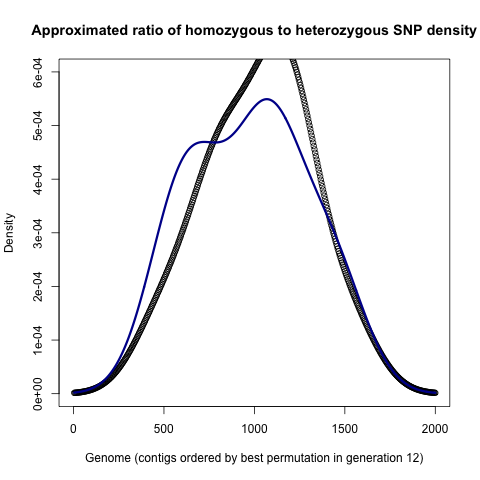 Approximated ratio of homozygous to heterozygous SNP density
6e-04
5e-04
4e-04
3e-04
2e-04
1e-04
0e+00
Density
0 500 1000 1500 2000
Genome (contigs ordered by best permutation in generation 12)